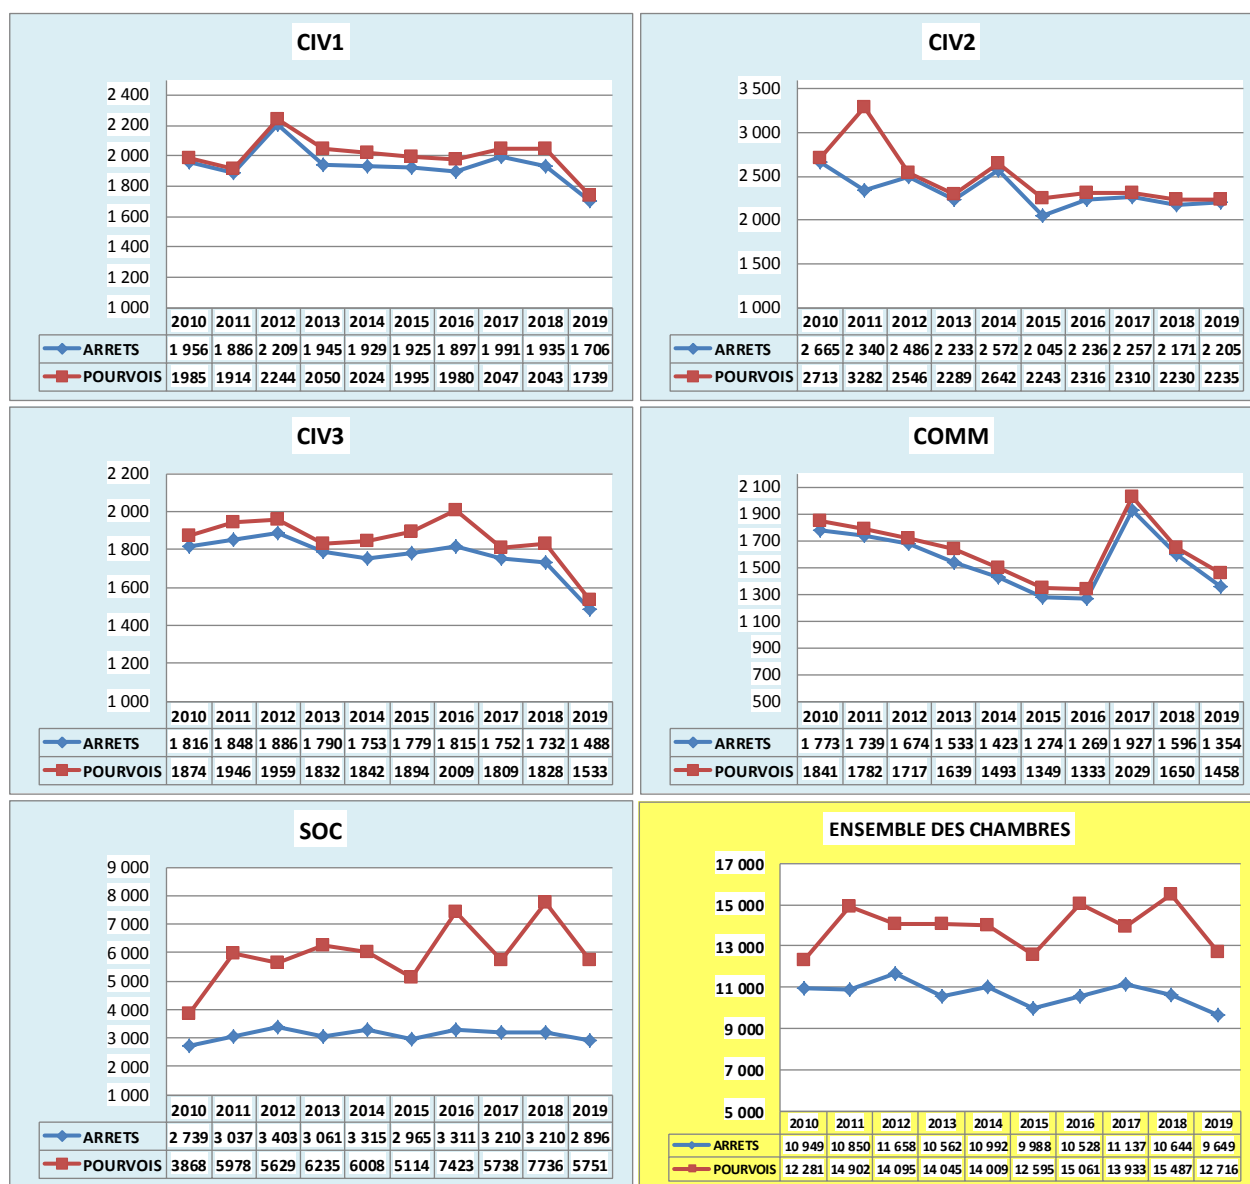 CIV1
2 400
2 200
2 000
1 800
1 600
1 400
1 200
1 000
2010 2011 2012 2013 2014 2015 2016 2017 2018 2019
ARRETS 1 956 1 886 2 209 1 945 1 929 1 925 1 897 1 991 1 935 1 706
POURVOIS 1985 1914 2244 2050 2024 1995 1980 2047 2043 1739
CIV2
3 500
3 000
2 500
2 000
1 500
1 000
2010 2011 2012 2013 2014 2015 2016 2017 2018 2019
ARRETS 2 665 2 340 2 486 2 233 2 572 2 045 2 236 2 257 2 171 2 205
POURVOIS 2713 3282 2546 2289 2642 2243 2316 2310 2230 2235
CIV3
2 200
2 000
1 800
1 600
1 400
1 200
1 000
2010 2011 2012 2013 2014 2015 2016 2017 2018 2019
ARRETS 1 816 1 848 1 886 1 790 1 753 1 779 1 815 1 752 1 732 1 488
POURVOIS 1874 1946 1959 1832 1842 1894 2009 1809 1828 1533
COMM
2 100
1 900
1 700
1 500
1 300
1 100
900
700
500
2010 2011 2012 2013 2014 2015 2016 2017 2018 2019
ARRETS 1 773 1 739 1 674 1 533 1 423 1 274 1 269 1 927 1 596 1 354
POURVOIS 1841 1782 1717 1639 1493 1349 1333 2029 1650 1458
SOC
9 000
8 000
7 000
6 000
5 000
4 000
3 000
2 000
1 000
2010 2011 2012 2013 2014 2015 2016 2017 2018 2019
ARRETS 2 739 3 037 3 403 3 061 3 315 2 965 3 311 3 210 3 210 2 896
POURVOIS 3868 5978 5629 6235 6008 5114 7423 5738 7736 5751
ENSEMBLE DES CHAMBRES
17 000
15 000
13 000
11 000
9 000
7 000
5 000
2010 2011 2012 2013 2014 2015 2016 2017 2018 2019
ARRETS 10 949 10 850 11 658 10 562 10 992 9 988 10 528 11 137 10 644 9 649
POURVOIS 12 281 14 902 14 095 14 045 14 009 12 595 15 061 13 933 15 487 12 716